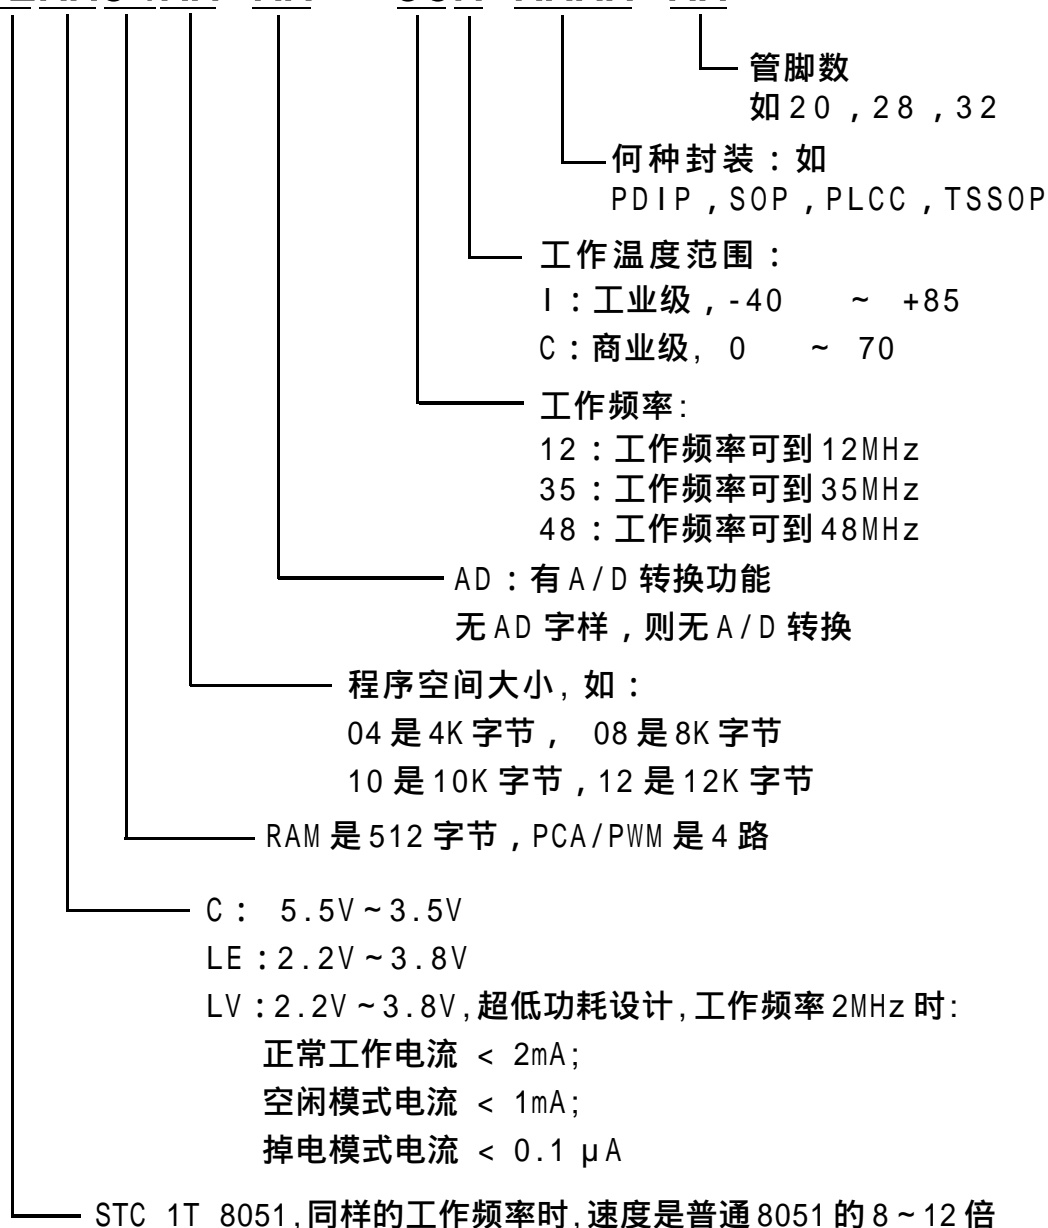 管脚数
如20,28,32
何种封装:如
PDIP,SOP,PLCC,TSSOP
工作温度范围:
I:工业级,-40 ~ +85
C:商业级, 0 ~ 70
工作频率:
12:工作频率可到12MHz
35:工作频率可到35MHz
48:工作频率可到48MHz
AD:有A/D转换功能
无AD字样,则无A/D转换
程序空间大小,如:
04是4K字节, 08是8K字节
10是10K字节,12是12K字节
RAM是512字节,PCA/PWM是4路
C: 5.5V~3.5V
LE:2.2V~3.8V
LV:2.2V~3.8V,超低功耗设计,工作频率2MHz时:
正常工作电流 < 2mA;
空闲模式电流 < 1mA;
掉电模式电流 < 0.1 μA
STC 1T 8051,同样的工作频率时,速度是普通8051的8~12倍